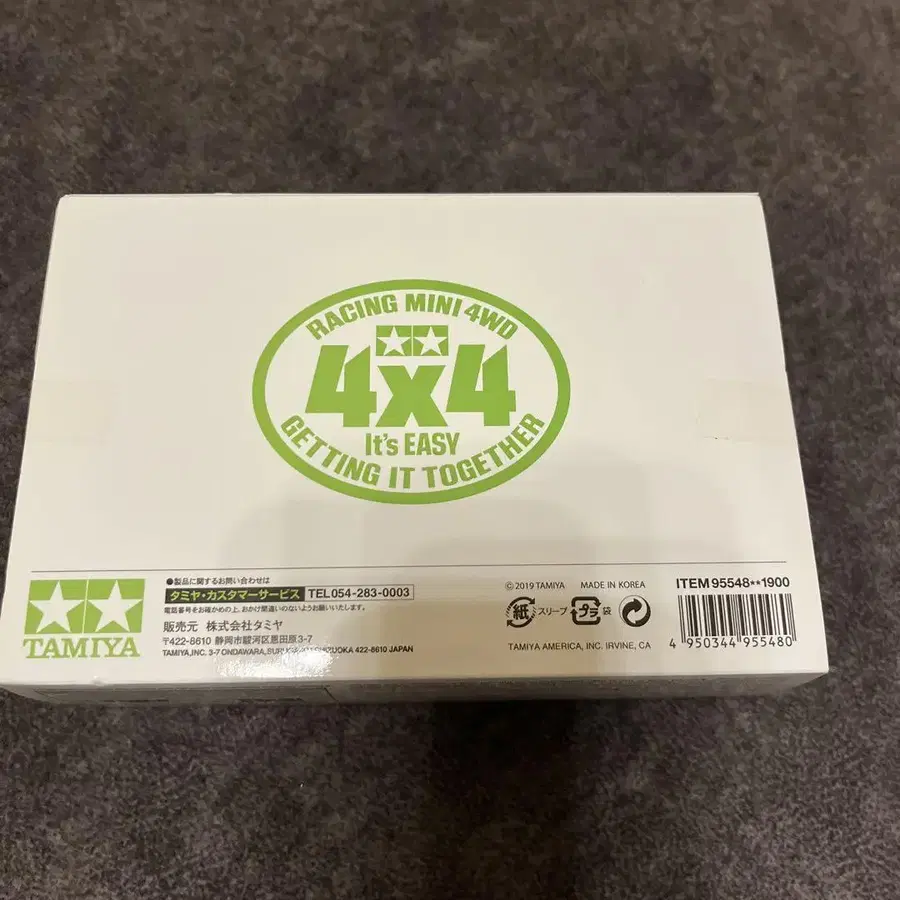 RACING MINI 4WD
4x4
It's EASY
GETTING IT TOGETHER
TAMIYA
●製品に関するお問い合わせは
タミヤ・カスタマーサービス TEL 054-283-0003
電話番号をお確かめの上、おかけ間違いのないようお願いいたします。
販売元 株式会社タミヤ
〒422-8610 静岡市駿河区恩田原3-7
TAMIYA, INC. 3-7 ONDAWARA, 422-8610 JAPAN
©2019 TAMIYA MADE IN KOREA
紙 スリーブ プラ 袋
TAMIYA AMERICA, INC. IRVINE, CA
ITEM 95548**1900
4 950344 955480